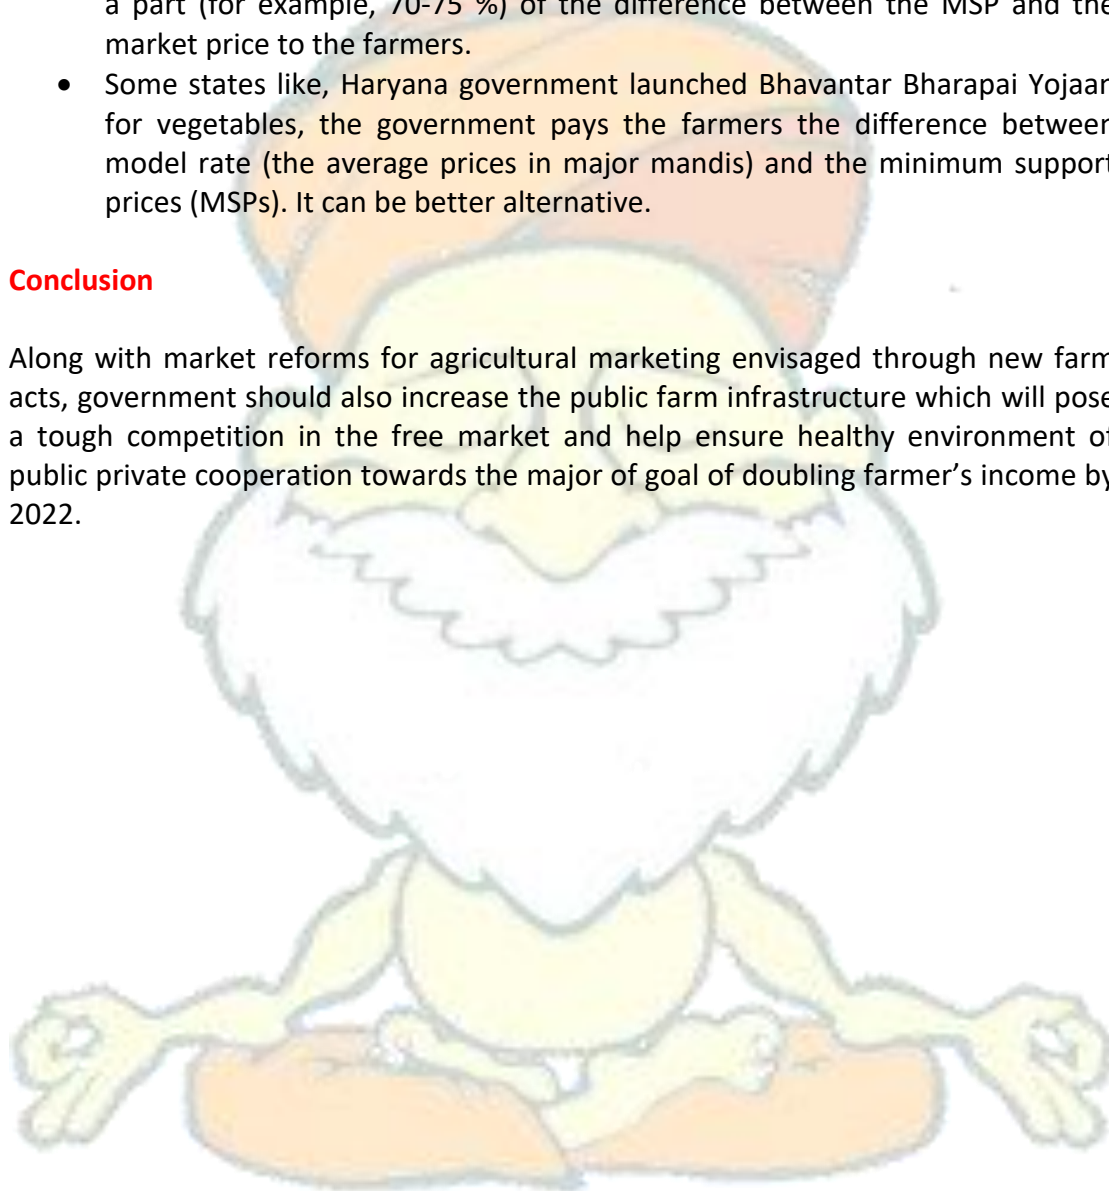 a part (for example, 70-75 %) of the difference between the MSP and the
market price to the farmers.
• Some states like, Haryana government launched Bhavantar Bharapai Yojaan
for vegetables, the government pays the farmers the difference between
model rate (the average prices in major mandis) and the minimum support
prices (MSPs). It can be better alternative.
Conclusion
Along with market reforms for agricultural marketing envisaged through new farm
acts, government should also increase the public farm infrastructure which will pose
a tough competition in the free market and help ensure healthy environment of
public private cooperation towards the major of goal of doubling farmer’s income by
2022.